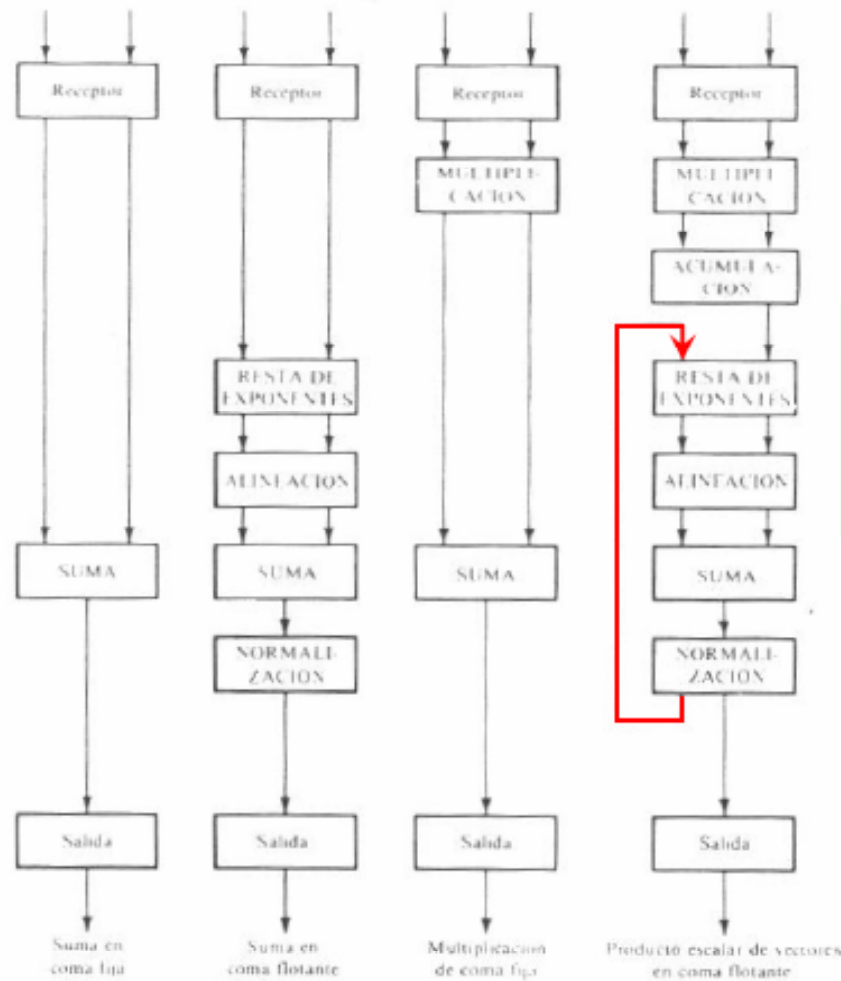 Receptor
Receptor
Receptor
Receptor
MULTIPLI-
CACION
MULTIPLI
CACION
ACUMULA-
CION
RESTA DE
EXPONENTES
RESTA DE
EXPONENTES
ALINEACION
ALINEACION
SUMA
SUMA
SUMA
SUMA
NORMALI-
ZACION
NORMALI-
ZACION
Salida
Salida
Salida
Salida
Suma en
coma fija
Suma en
coma flotante
Multiplicación
de coma fija
Producto escalar de vectores
en coma flotante